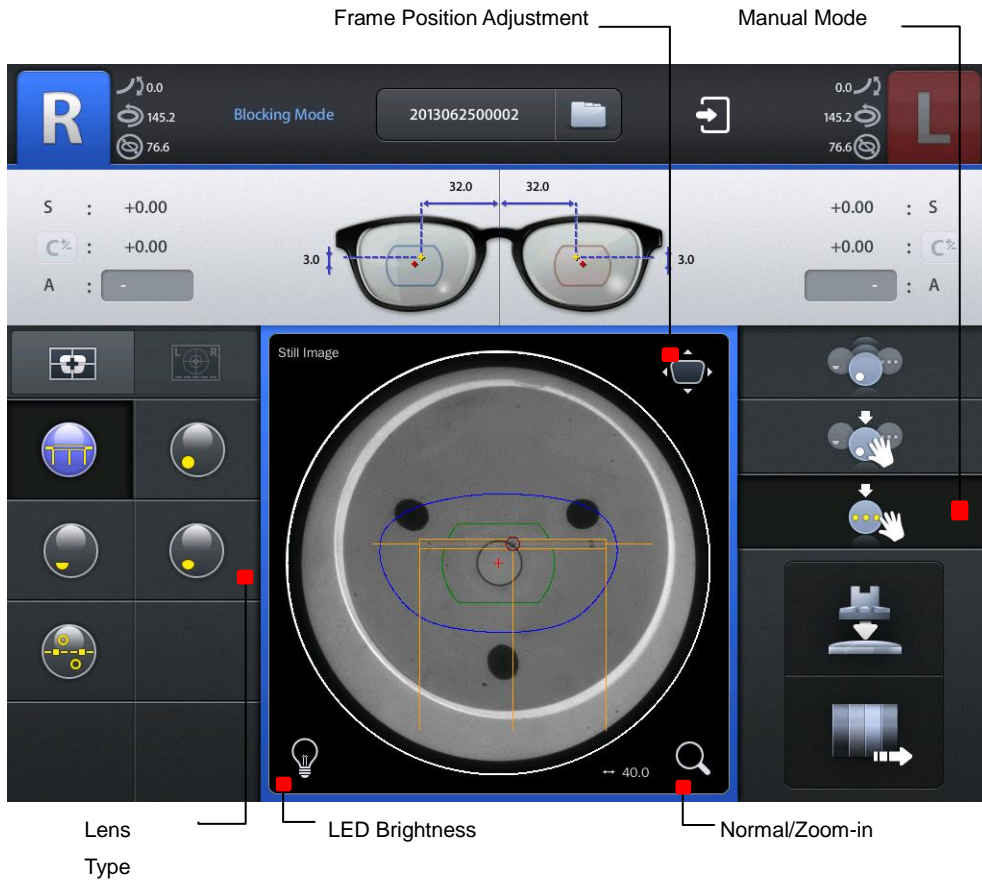 Frame Position Adjustment
Manual Mode
R
0.0
145.2
76.6
Blocking Mode
2013062500002
0.0
145.2
76.6
L
S : +0.00
C+/- : +0.00
A : -
32.0
32.0
3.0
3.0
+0.00 : S
+0.00 : C+/-
- : A
L R
Still Image
↔ 40.0
Lens
Type
LED Brightness
Normal/Zoom-in